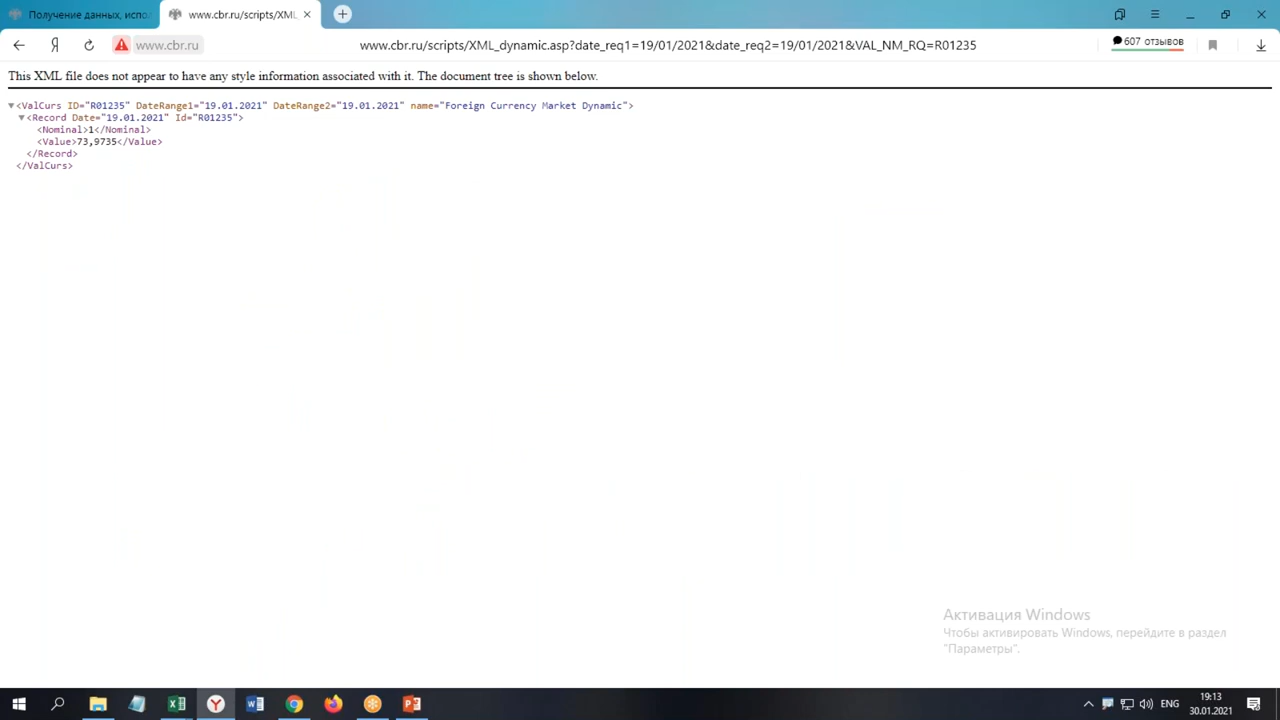 Получение данных, испо
www.cbr.ru/scripts/XML
www.cbr.ru
www.cbr.ru/scripts/XML_dynamic.asp?date_req1=19/01/2021&date_req2=19/01/2021&VAL_NM_RQ=R01235
607 отзывов
This XML file does not appear to have any style information associated with it. The document tree is shown below.
<ValCurs ID="R01235" DateRange1="19.01.2021" DateRange2="19.01.2021" name="Foreign Currency Market Dynamic">
<Record Date="19.01.2021" Id="R01235">
<Nominal>1</Nominal>
<Value>73,9735</Value>
</Record>
</ValCurs>
Активация Windows
Чтобы активировать Windows, перейдите в раздел
"Параметры".
ENG
19:13
30.01.2021